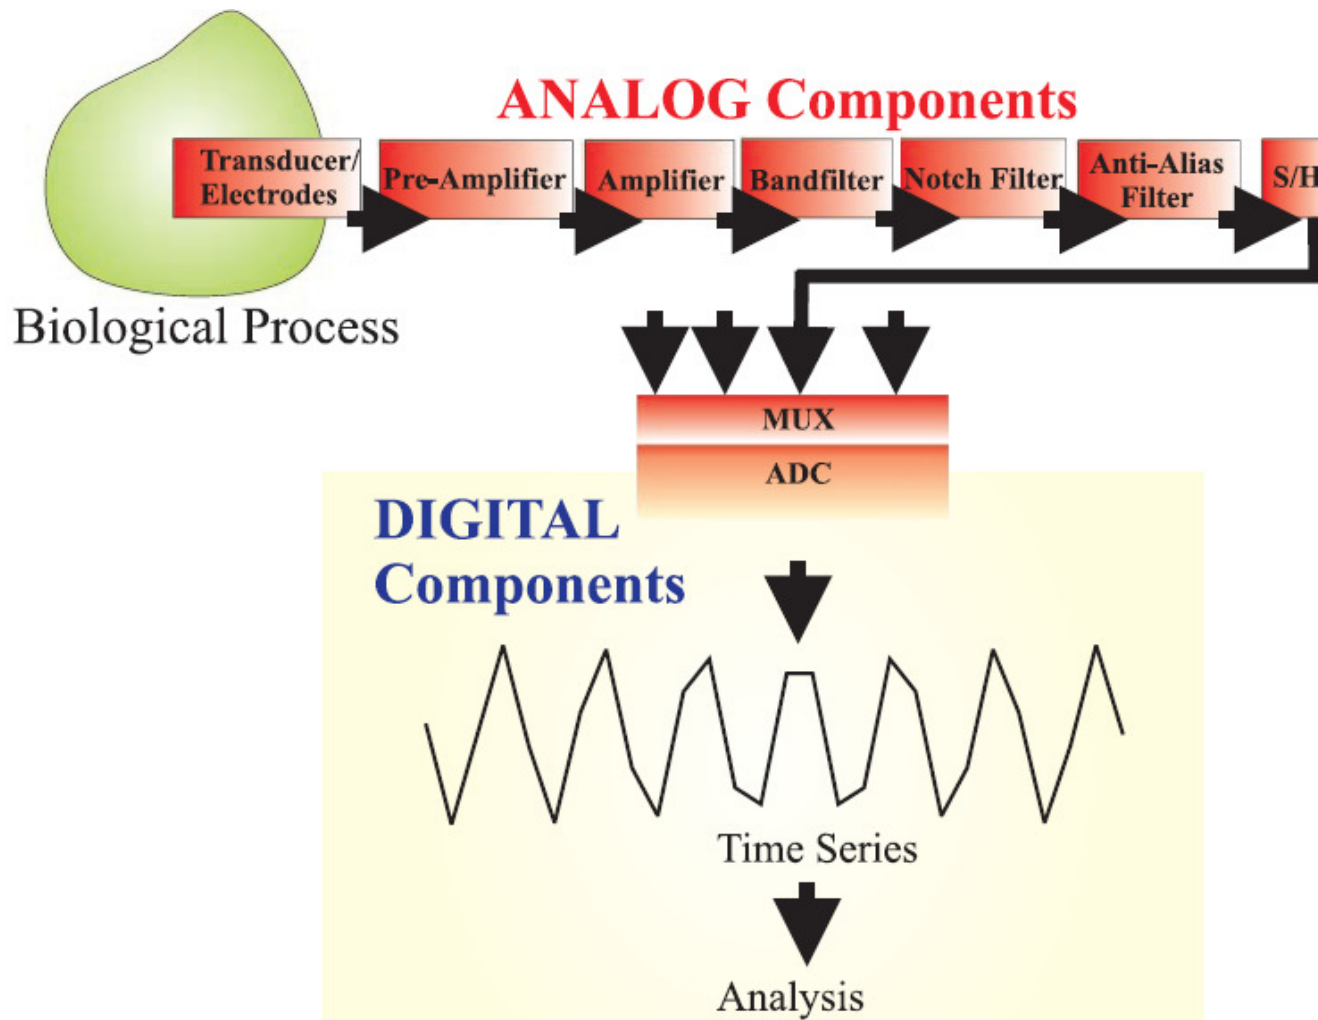 ANALOG Components
Transducer/
Electrodes
Pre-Amplifier
Amplifier
Bandfilter
Notch Filter
Anti-Alias
Filter
S/H
Biological Process
MUX
ADC
DIGITAL
Components
Time Series
Analysis